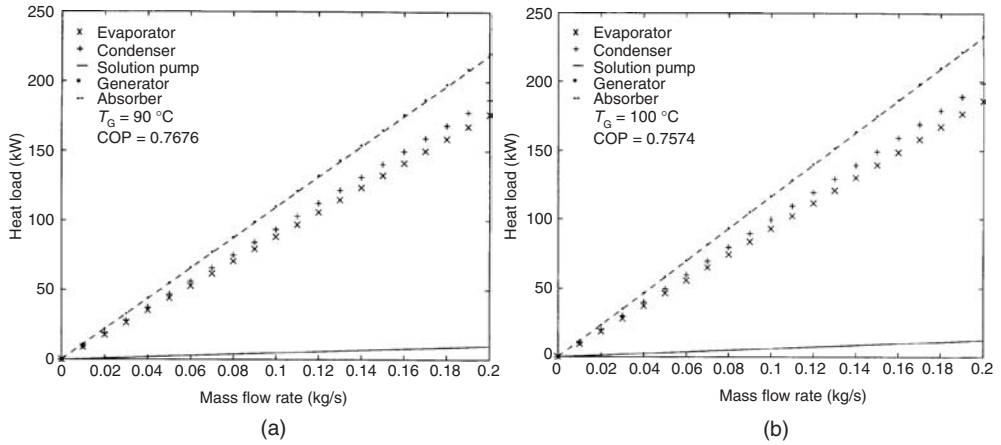 250
200
150
100
50
0
Heat load (kW)
× Evaporator
+ Condenser
— Solution pump
• Generator
-- Absorber
T_G = 90 °C
COP = 0.7676
0 0.02 0.04 0.06 0.08 0.1 0.12 0.14 0.16 0.18 0.2
Mass flow rate (kg/s)
(a)
250
200
150
100
50
0
Heat load (kW)
× Evaporator
+ Condenser
— Solution pump
• Generator
-- Absorber
T_G = 100 °C
COP = 0.7574
0 0.02 0.04 0.06 0.08 0.10 0.12 0.14 0.16 0.18 0.2
Mass flow rate (kg/s)
(b)